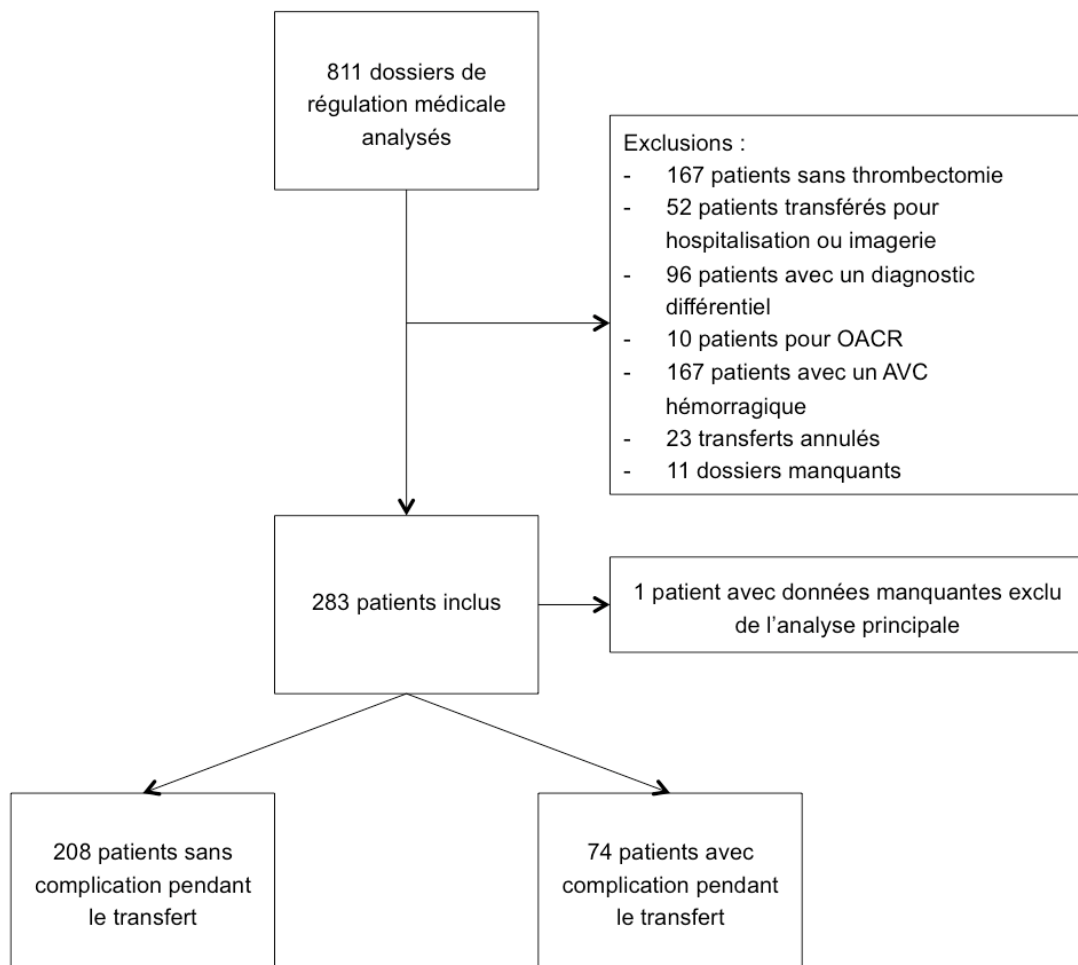 811 dossiers de
régulation médicale
analysés
Exclusions :
- 167 patients sans thrombectomie
- 52 patients transférés pour
hospitalisation ou imagerie
- 96 patients avec un diagnostic
différentiel
- 10 patients pour OACR
- 167 patients avec un AVC
hémorragique
- 23 transferts annulés
- 11 dossiers manquants
283 patients inclus
1 patient avec données manquantes exclu
de l’analyse principale
208 patients sans
complication pendant
le transfert
74 patients avec
complication pendant
le transfert